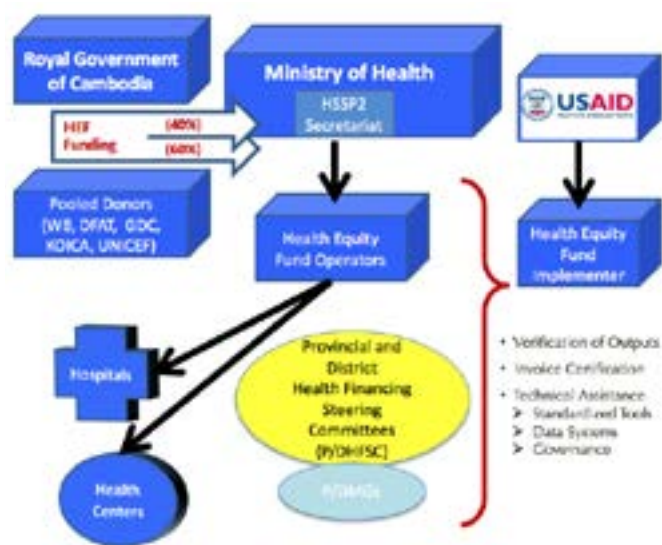 Royal Government
of Cambodia
Ministry of Health
HSSP2
Secretariat
USAID
HEF
Funding
(40%)
(60%)
Pooled Donors
(WB, DFAT, GDC,
KOICA, UNICEF)
Health Equity
Fund Operators
Health Equity
Fund
Implementer
Hospitals
Health
Centers
Provincial and
District
Health Financing
Steering
Committees
(P/DHFSC)
• Verification of Outputs
• Invoice Certification
• Technical Assistance
➢ Standardized Tools
➢ Data Systems
➢ Governance